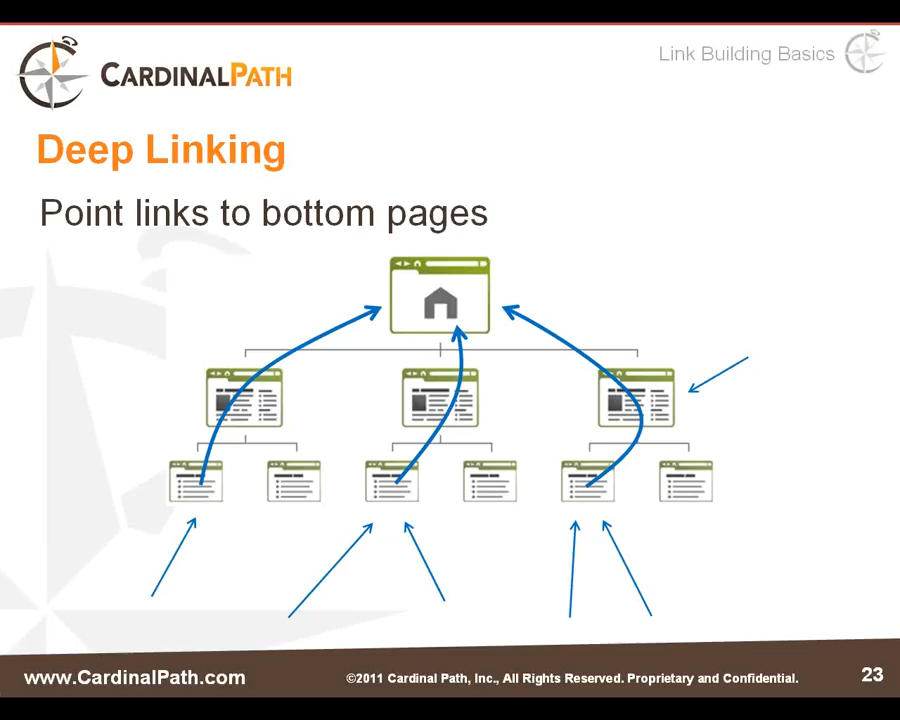 CARDINALPATH
Link Building Basics
Deep Linking
Point links to bottom pages
www.CardinalPath.com
©2011 Cardinal Path, Inc., All Rights Reserved. Proprietary and Confidential.
23